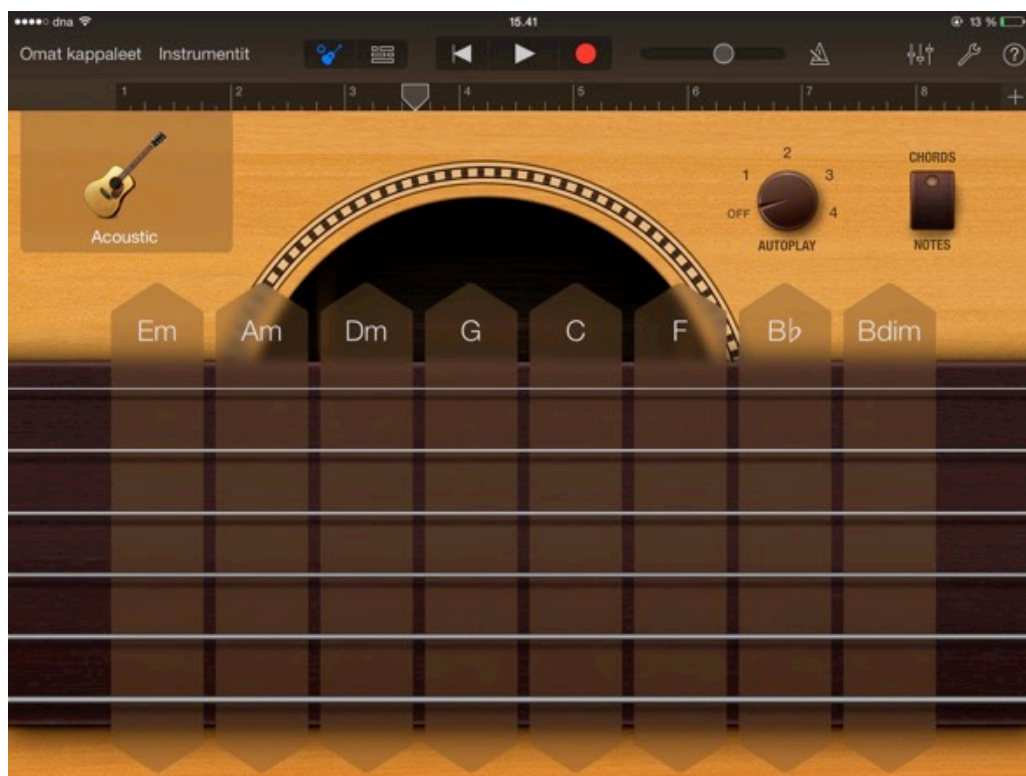 dna 15.41 13 %
Omat kappaleet Instrumentit ?
1 2 3 4 5 6 7 8 +
2
1 3
OFF 4
AUTOPLAY
CHORDS
NOTES
Acoustic
Em Am Dm G C F B♭ Bdim